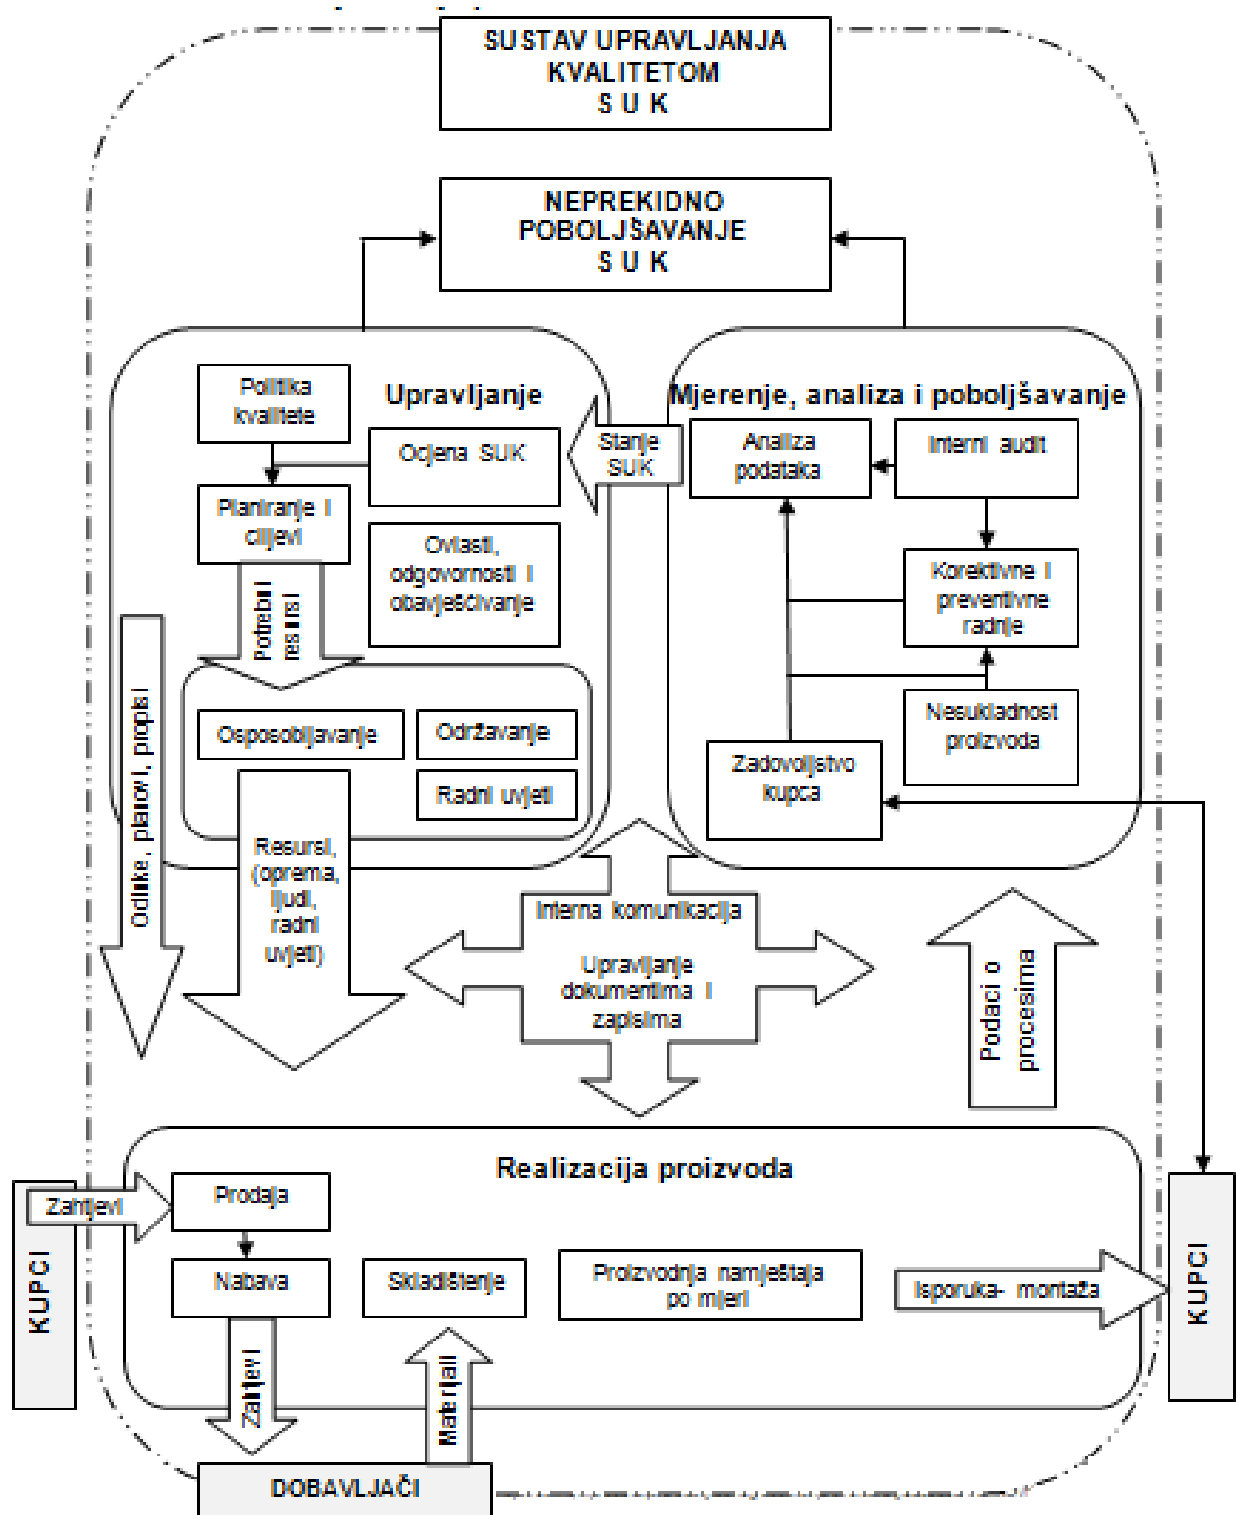 SUSTAV UPRAVLJANJA
KVALITETOM
S U K
NEPREKIDNO
POBOLJŠAVANJE
S U K
Politika
kvalitete
Upravljanje
Ocjena SUK
Planiranje i
ciljevi
Ovlasti,
odgovornosti i
obavješćivanje
Potrebni
resursi
Stanje
SUK
Mjerenje, analiza i poboljšavanje
Analiza
podataka
Interni audit
Korektivne i
preventivne
radnje
Nesukladnost
proizvoda
Zadovoljstvo
kupca
Osposobljavanje
Održavanje
Radni uvjeti
Odluke, planovi, propisi
Resursi,
(oprema,
ljudi,
radni
uvjeti)
Interna komunikacija
Upravljanje
dokumentima i
zapisima
Podaci o
procesima
Realizacija proizvoda
KUPCI
Zahtjevi
Prodaja
Nabava
Skladištenje
Proizvodnja namještaja
po mjeri
Isporuka- montaža
KUPCI
Zahtjevi
Materijali
DOBAVLJAČI